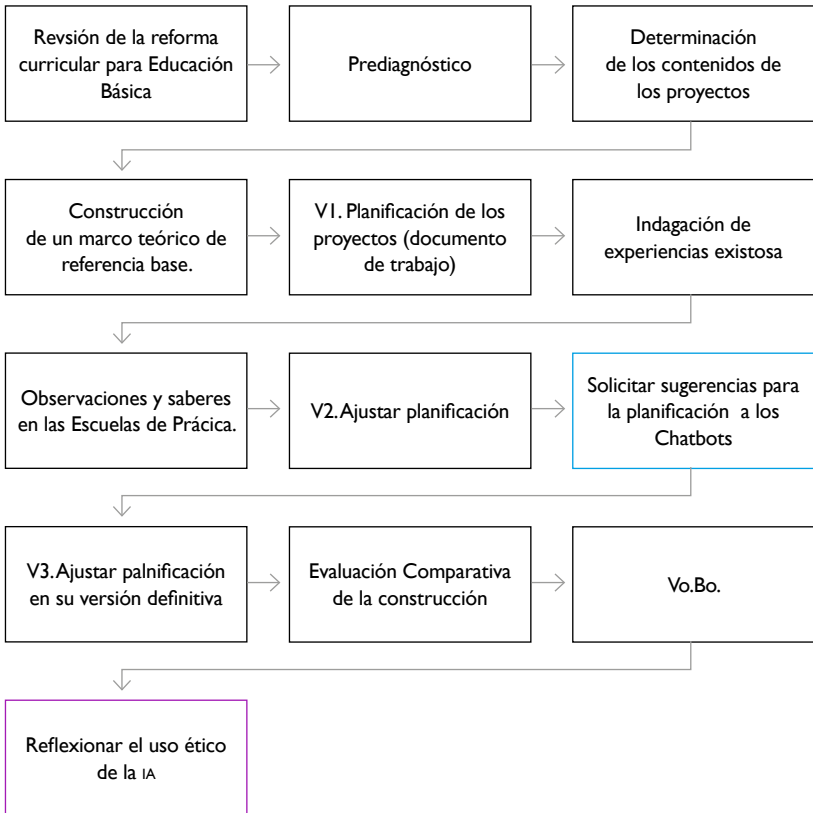 Revsión de la reforma
curricular para Educación
Básica
Prediagnóstico
Determinación
de los contenidos de
los proyectos
Construcción
de un marco teórico de
referencia base.
V1. Planificación de los
proyectos (documento
de trabajo)
Indagación de
experiencias existosa
Observaciones y saberes
en las Escuelas de Prácica.
V2. Ajustar planificación
Solicitar sugerencias para
la planificación a los
Chatbots
V3. Ajustar palnificación
en su versión definitiva
Evaluación Comparativa
de la construcción
Vo.Bo.
Reflexionar el uso ético
de la IA